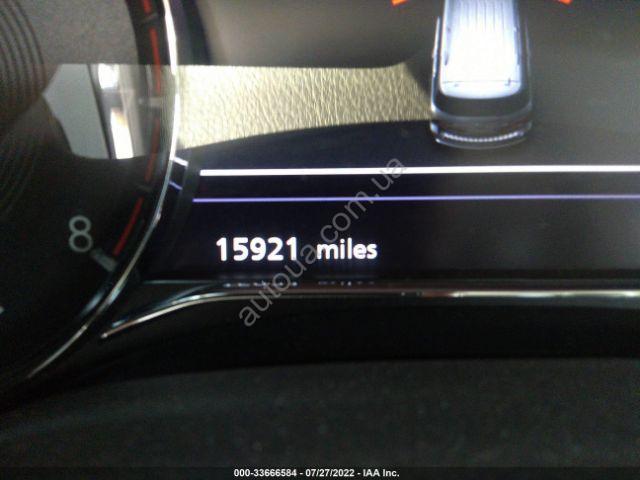 8
15921 miles
autoua.com.ua
000-33666584 - 07/27/2022 - IAA Inc.